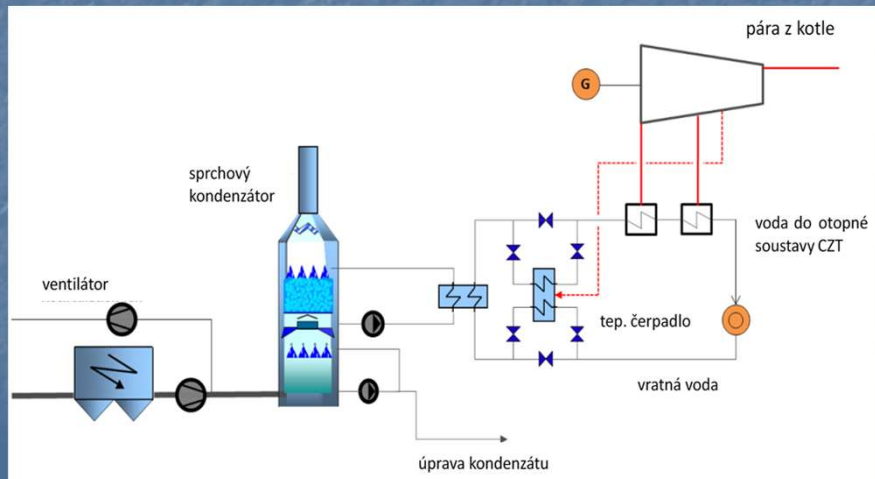 pára z kotle
G
sprchový
kondenzátor
voda do otopné
soustavy CZT
ventilátor
tep. čerpadlo
vratná voda
úprava kondenzátu